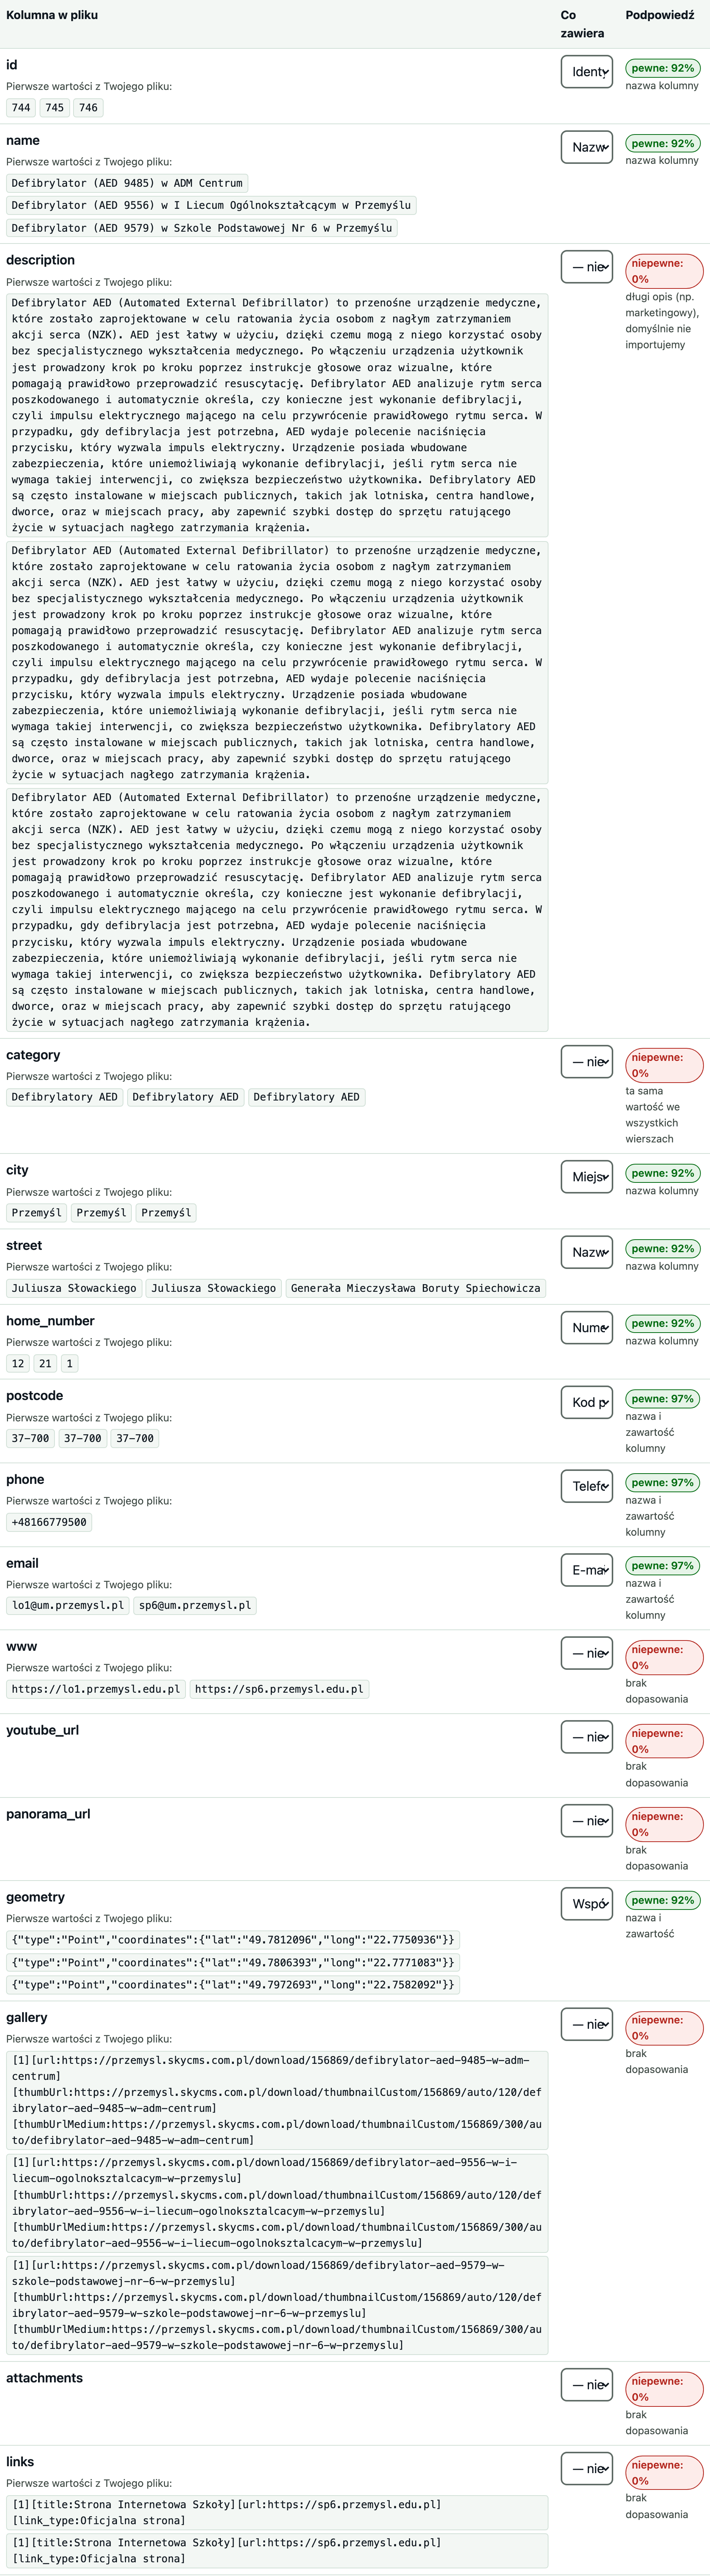 Kolumna w pliku
Co zawiera
Podpowiedź
id
Pierwsze wartości z Twojego pliku:
744 745 746
Identy
pewne: 92%
nazwa kolumny
name
Pierwsze wartości z Twojego pliku:
Defibrylator (AED 9485) w ADM Centrum
Defibrylator (AED 9556) w I Liecum Ogólnokształcącym w Przemyślu
Defibrylator (AED 9579) w Szkole Podstawowej Nr 6 w Przemyślu
Nazw
pewne: 92%
nazwa kolumny
description
Pierwsze wartości z Twojego pliku:
Defibrylator AED (Automated External Defibrillator) to przenośne urządzenie medyczne,
które zostało zaprojektowane w celu ratowania życia osobom z nagłym zatrzymaniem
akcji serca (NZK). AED jest łatwy w użyciu, dzięki czemu mogą z niego korzystać osoby
bez specjalistycznego wykształcenia medycznego. Po włączeniu urządzenia użytkownik
jest prowadzony krok po kroku poprzez instrukcje głosowe oraz wizualne, które
pomagają prawidłowo przeprowadzić resuscytację. Defibrylator AED analizuje rytm serca
poszkodowanego i automatycznie określa, czy konieczne jest wykonanie defibrylacji,
czyli impulsu elektrycznego mającego na celu przywrócenie prawidłowego rytmu serca. W
przypadku, gdy defibrylacja jest potrzebna, AED wydaje polecenie naciśnięcia
przycisku, który wyzwala impuls elektryczny. Urządzenie posiada wbudowane
zabezpieczenia, które uniemożliwiają wykonanie defibrylacji, jeśli rytm serca nie
wymaga takiej interwencji, co zwiększa bezpieczeństwo użytkownika. Defibrylatory AED
są często instalowane w miejscach publicznych, takich jak lotniska, centra handlowe,
dworce, oraz w miejscach pracy, aby zapewnić szybki dostęp do sprzętu ratującego
życie w sytuacjach nagłego zatrzymania krążenia.
Defibrylator AED (Automated External Defibrillator) to przenośne urządzenie medyczne,
które zostało zaprojektowane w celu ratowania życia osobom z nagłym zatrzymaniem
akcji serca (NZK). AED jest łatwy w użyciu, dzięki czemu mogą z niego korzystać osoby
bez specjalistycznego wykształcenia medycznego. Po włączeniu urządzenia użytkownik
jest prowadzony krok po kroku poprzez instrukcje głosowe oraz wizualne, które
pomagają prawidłowo przeprowadzić resuscytację. Defibrylator AED analizuje rytm serca
poszkodowanego i automatycznie określa, czy konieczne jest wykonanie defibrylacji,
czyli impulsu elektrycznego mającego na celu przywrócenie prawidłowego rytmu serca. W
przypadku, gdy defibrylacja jest potrzebna, AED wydaje polecenie naciśnięcia
przycisku, który wyzwala impuls elektryczny. Urządzenie posiada wbudowane
zabezpieczenia, które uniemożliwiają wykonanie defibrylacji, jeśli rytm serca nie
wymaga takiej interwencji, co zwiększa bezpieczeństwo użytkownika. Defibrylatory AED
są często instalowane w miejscach publicznych, takich jak lotniska, centra handlowe,
dworce, oraz w miejscach pracy, aby zapewnić szybki dostęp do sprzętu ratującego
życie w sytuacjach nagłego zatrzymania krążenia.
Defibrylator AED (Automated External Defibrillator) to przenośne urządzenie medyczne,
które zostało zaprojektowane w celu ratowania życia osobom z nagłym zatrzymaniem
akcji serca (NZK). AED jest łatwy w użyciu, dzięki czemu mogą z niego korzystać osoby
bez specjalistycznego wykształcenia medycznego. Po włączeniu urządzenia użytkownik
jest prowadzony krok po kroku poprzez instrukcje głosowe oraz wizualne, które
pomagają prawidłowo przeprowadzić resuscytację. Defibrylator AED analizuje rytm serca
poszkodowanego i automatycznie określa, czy konieczne jest wykonanie defibrylacji,
czyli impulsu elektrycznego mającego na celu przywrócenie prawidłowego rytmu serca. W
przypadku, gdy defibrylacja jest potrzebna, AED wydaje polecenie naciśnięcia
przycisku, który wyzwala impuls elektryczny. Urządzenie posiada wbudowane
zabezpieczenia, które uniemożliwiają wykonanie defibrylacji, jeśli rytm serca nie
wymaga takiej interwencji, co zwiększa bezpieczeństwo użytkownika. Defibrylatory AED
są często instalowane w miejscach publicznych, takich jak lotniska, centra handlowe,
dworce, oraz w miejscach pracy, aby zapewnić szybki dostęp do sprzętu ratującego
życie w sytuacjach nagłego zatrzymania krążenia.
— nie
niepewne:
0%
długi opis (np.
marketingowy),
domyślnie nie
importujemy
category
Pierwsze wartości z Twojego pliku:
Defibrylatory AED Defibrylatory AED Defibrylatory AED
— nie
niepewne:
0%
ta sama
wartość we
wszystkich
wierszach
city
Pierwsze wartości z Twojego pliku:
Przemyśl Przemyśl Przemyśl
Miejs
pewne: 92%
nazwa kolumny
street
Pierwsze wartości z Twojego pliku:
Juliusza Słowackiego Juliusza Słowackiego Generała Mieczysława Boruty Spiechowicza
Nazw
pewne: 92%
nazwa kolumny
home_number
Pierwsze wartości z Twojego pliku:
12 21 1
Nume
pewne: 92%
nazwa kolumny
postcode
Pierwsze wartości z Twojego pliku:
37-700 37-700 37-700
Kod p
pewne: 97%
nazwa i
zawartość
kolumny
phone
Pierwsze wartości z Twojego pliku:
+48166779500
Telefo
pewne: 97%
nazwa i
zawartość
kolumny
email
Pierwsze wartości z Twojego pliku:
lo1@um.przemysl.pl sp6@um.przemysl.pl
E-mai
pewne: 97%
nazwa i
zawartość
kolumny
www
Pierwsze wartości z Twojego pliku:
https://lo1.przemysl.edu.pl https://sp6.przemysl.edu.pl
— nie
niepewne:
0%
brak
dopasowania
youtube_url
— nie
niepewne:
0%
brak
dopasowania
panorama_url
— nie
niepewne:
0%
brak
dopasowania
geometry
Pierwsze wartości z Twojego pliku:
{"type":"Point","coordinates":{"lat":"49.7812096","long":"22.7750936"}}
{"type":"Point","coordinates":{"lat":"49.7806393","long":"22.7771083"}}
{"type":"Point","coordinates":{"lat":"49.7972693","long":"22.7582092"}}
Wspó
pewne: 92%
nazwa i
zawartość
gallery
Pierwsze wartości z Twojego pliku:
[1][url:https://przemysl.skycms.com.pl/download/156869/defibrylator-aed-9485-w-adm-
centrum]
[thumbUrl:https://przemysl.skycms.com.pl/download/thumbnailCustom/156869/auto/120/def
ibrylator-aed-9485-w-adm-centrum]
[thumbUrlMedium:https://przemysl.skycms.com.pl/download/thumbnailCustom/156869/300/au
to/defibrylator-aed-9485-w-adm-centrum]
[1][url:https://przemysl.skycms.com.pl/download/156869/defibrylator-aed-9556-w-i-
liecum-ogolnoksztalcacym-w-przemyslu]
[thumbUrl:https://przemysl.skycms.com.pl/download/thumbnailCustom/156869/auto/120/def
ibrylator-aed-9556-w-i-liecum-ogolnoksztalcacym-w-przemyslu]
[thumbUrlMedium:https://przemysl.skycms.com.pl/download/thumbnailCustom/156869/300/au
to/defibrylator-aed-9556-w-i-liecum-ogolnoksztalcacym-w-przemyslu]
[1][url:https://przemysl.skycms.com.pl/download/156869/defibrylator-aed-9579-w-
szkole-podstawowej-nr-6-w-przemyslu]
[thumbUrl:https://przemysl.skycms.com.pl/download/thumbnailCustom/156869/auto/120/def
ibrylator-aed-9579-w-szkole-podstawowej-nr-6-w-przemyslu]
[thumbUrlMedium:https://przemysl.skycms.com.pl/download/thumbnailCustom/156869/300/au
to/defibrylator-aed-9579-w-szkole-podstawowej-nr-6-w-przemyslu]
— nie
niepewne:
0%
brak
dopasowania
attachments
— nie
niepewne:
0%
brak
dopasowania
links
Pierwsze wartości z Twojego pliku:
[1][title:Strona Internetowa Szkoły][url:https://sp6.przemysl.edu.pl]
[link_type:Oficjalna strona]
[1][title:Strona Internetowa Szkoły][url:https://sp6.przemysl.edu.pl]
[link_type:Oficjalna strona]
— nie
niepewne:
0%
brak
dopasowania